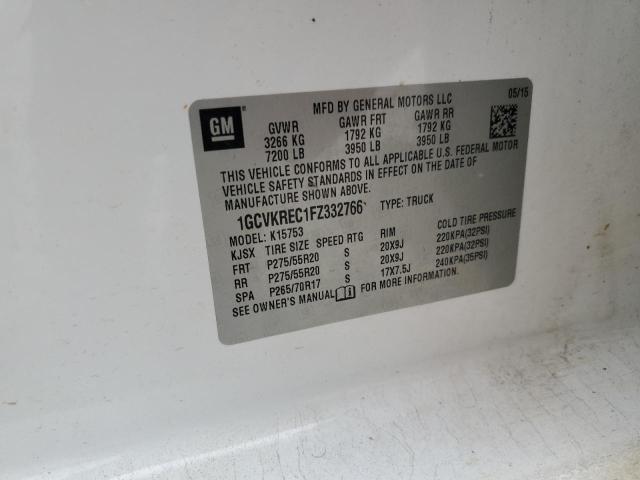 GM
MFD BY GENERAL MOTORS LLC 05/15
GVWR GAWR FRT GAWR RR
3266 KG 1792 KG 1792 KG
7200 LB 3950 LB 3950 LB
THIS VEHICLE CONFORMS TO ALL APPLICABLE U.S. FEDERAL MOTOR
VEHICLE SAFETY STANDARDS IN EFFECT ON THE DATE OF
MANUFACTURE SHOWN ABOVE.
1GCVKREC1FZ332766 TYPE: TRUCK
MODEL: K15753
KJSX TIRE SIZE SPEED RTG RIM COLD TIRE PRESSURE
FRT P275/55R20 S 20X9J 220KPA(32PSI)
RR P275/55R20 S 20X9J 220KPA(32PSI)
SPA P265/70R17 S 17X7.5J 240KPA(35PSI)
SEE OWNER'S MANUAL FOR MORE INFORMATION.